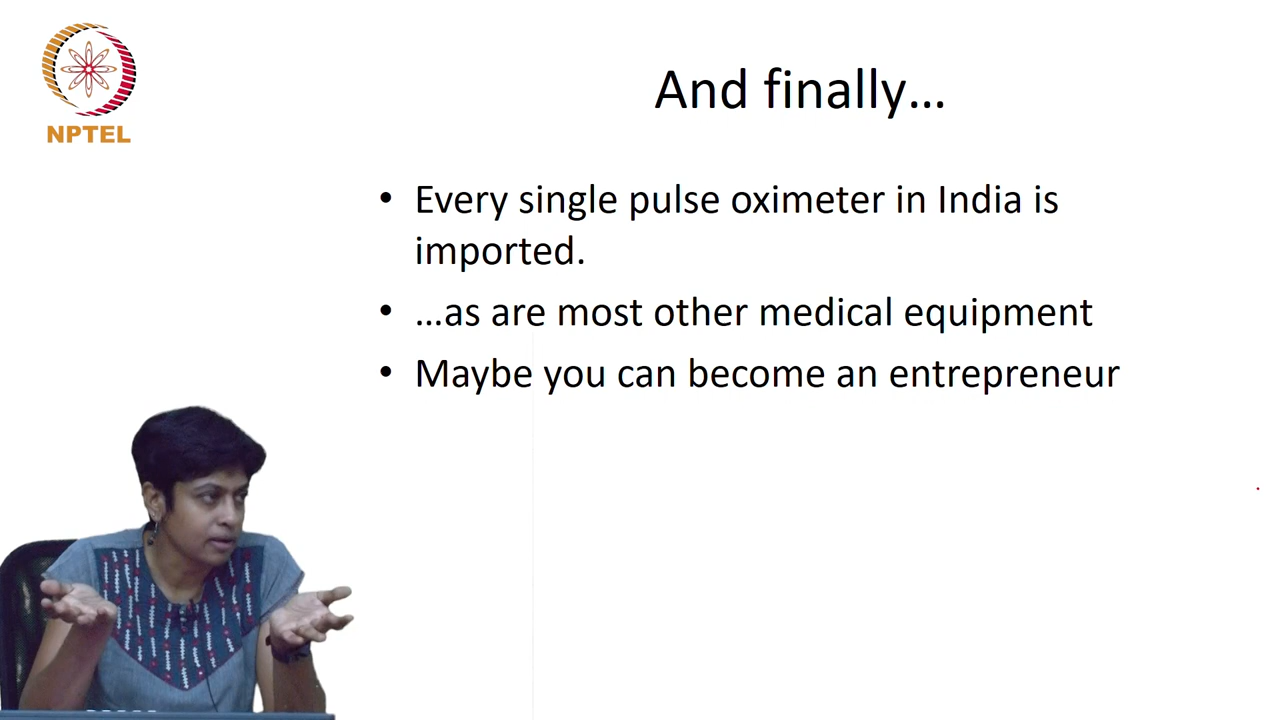 NPTEL
And finally…
• Every single pulse oximeter in India is
imported.
• …as are most other medical equipment
• Maybe you can become an entrepreneur